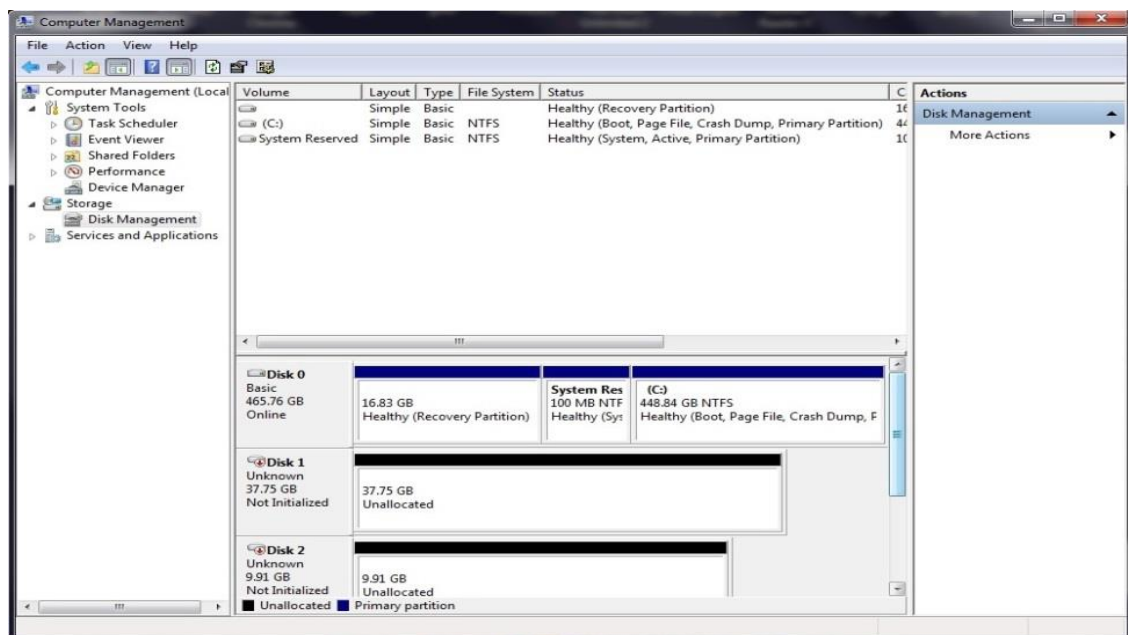 Computer Management
File Action View Help
Computer Management (Local
System Tools
Task Scheduler
Event Viewer
Shared Folders
Performance
Device Manager
Storage
Disk Management
Services and Applications
Volume Layout Type File System Status C
Simple Basic Healthy (Recovery Partition) 16
(C:) Simple Basic NTFS Healthy (Boot, Page File, Crash Dump, Primary Partition) 44
System Reserved Simple Basic NTFS Healthy (System, Active, Primary Partition) 10
Disk 0
Basic
465.76 GB
Online
16.83 GB
Healthy (Recovery Partition)
System Res
100 MB NTF
Healthy (Sys
(C:)
448.84 GB NTFS
Healthy (Boot, Page File, Crash Dump, P
Disk 1
Unknown
37.75 GB
Not Initialized
37.75 GB
Unallocated
Disk 2
Unknown
9.91 GB
Not Initialized
9.91 GB
Unallocated
Unallocated Primary partition
Actions
Disk Management
More Actions